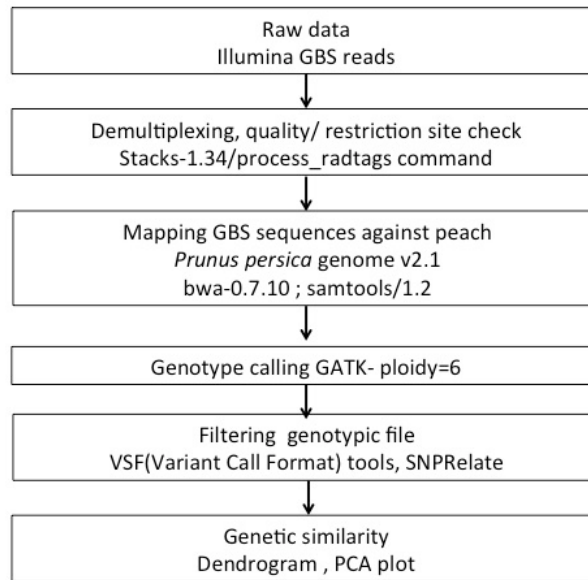 Raw data
Illumina GBS reads
Demultiplexing, quality/ restriction site check
Stacks-1.34/process_radtags command
Mapping GBS sequences against peach
Prunus persica genome v2.1
bwa-0.7.10 ; samtools/1.2
Genotype calling GATK- ploidy=6
Filtering  genotypic file
VSF(Variant Call Format) tools, SNPRelate
Genetic similarity
Dendrogram , PCA plot